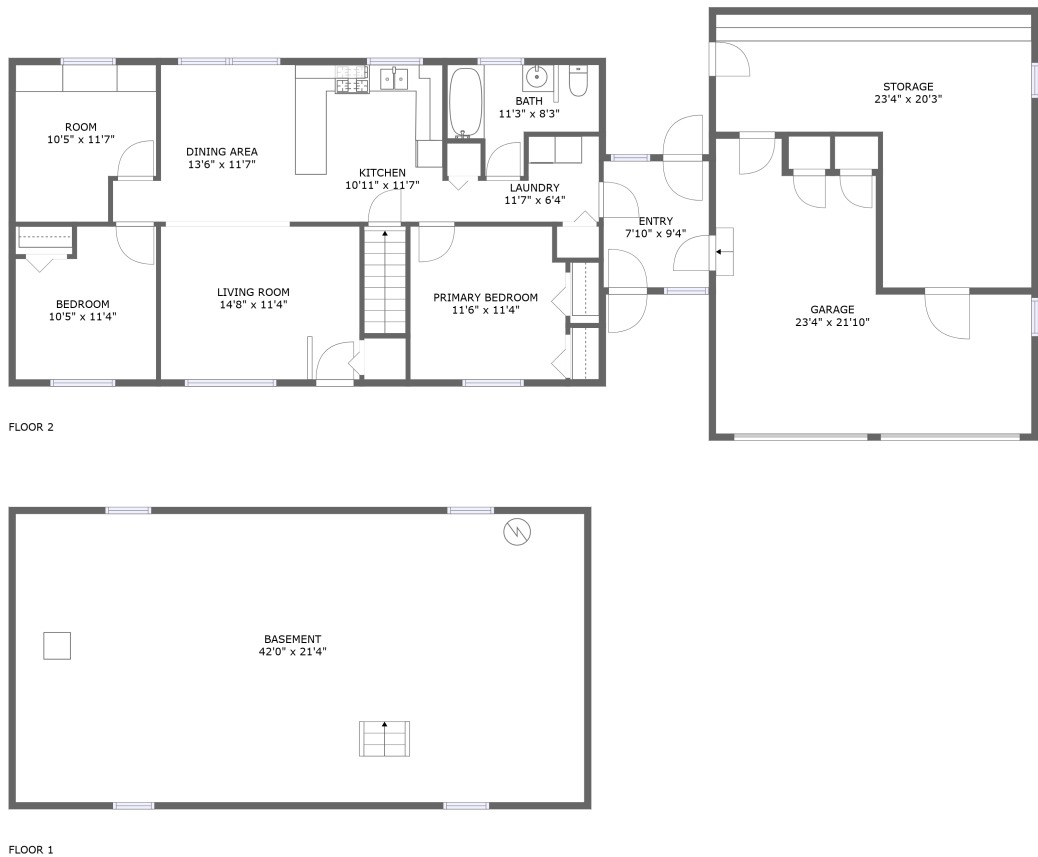 STORAGE
23'4" x 20'3"
BATH
11'3" x 8'3"
ROOM
10'5" x 11'7"
DINING AREA
13'6" x 11'7"
KITCHEN
10'11" x 11'7"
LAUNDRY
11'7" x 6'4"
ENTRY
7'10" x 9'4"
BEDROOM
10'5" x 11'4"
LIVING ROOM
14'8" x 11'4"
PRIMARY BEDROOM
11'6" x 11'4"
GARAGE
23'4" x 21'10"
FLOOR 2
BASEMENT
42'0" x 21'4"
FLOOR 1